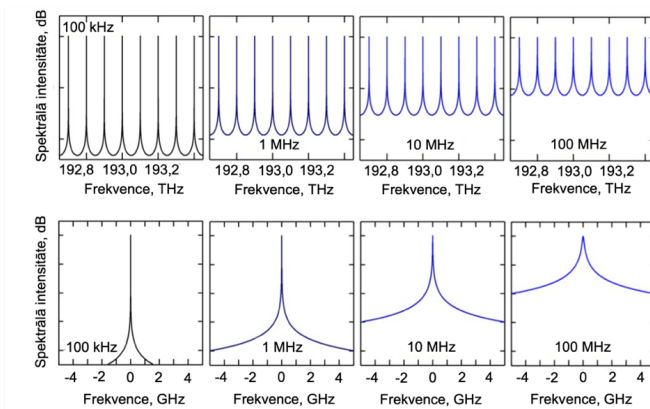 Spektrālā intensitāte, dB
100 kHz
1 MHz
10 MHz
100 MHz
192,8 193,0 193,2
192,8 193,0 193,2
192,8 193,0 193,2
192,8 193,0 193,2
Frekvence, THz
Frekvence, THz
Frekvence, THz
Frekvence, THz
Spektrālā intensitāte, dB
100 kHz
1 MHz
10 MHz
100 MHz
-4 -2 0 2 4
-4 -2 0 2 4
-4 -2 0 2 4
-4 -2 0 2 4
Frekvence, GHz
Frekvence, GHz
Frekvence, GHz
Frekvence, GHz